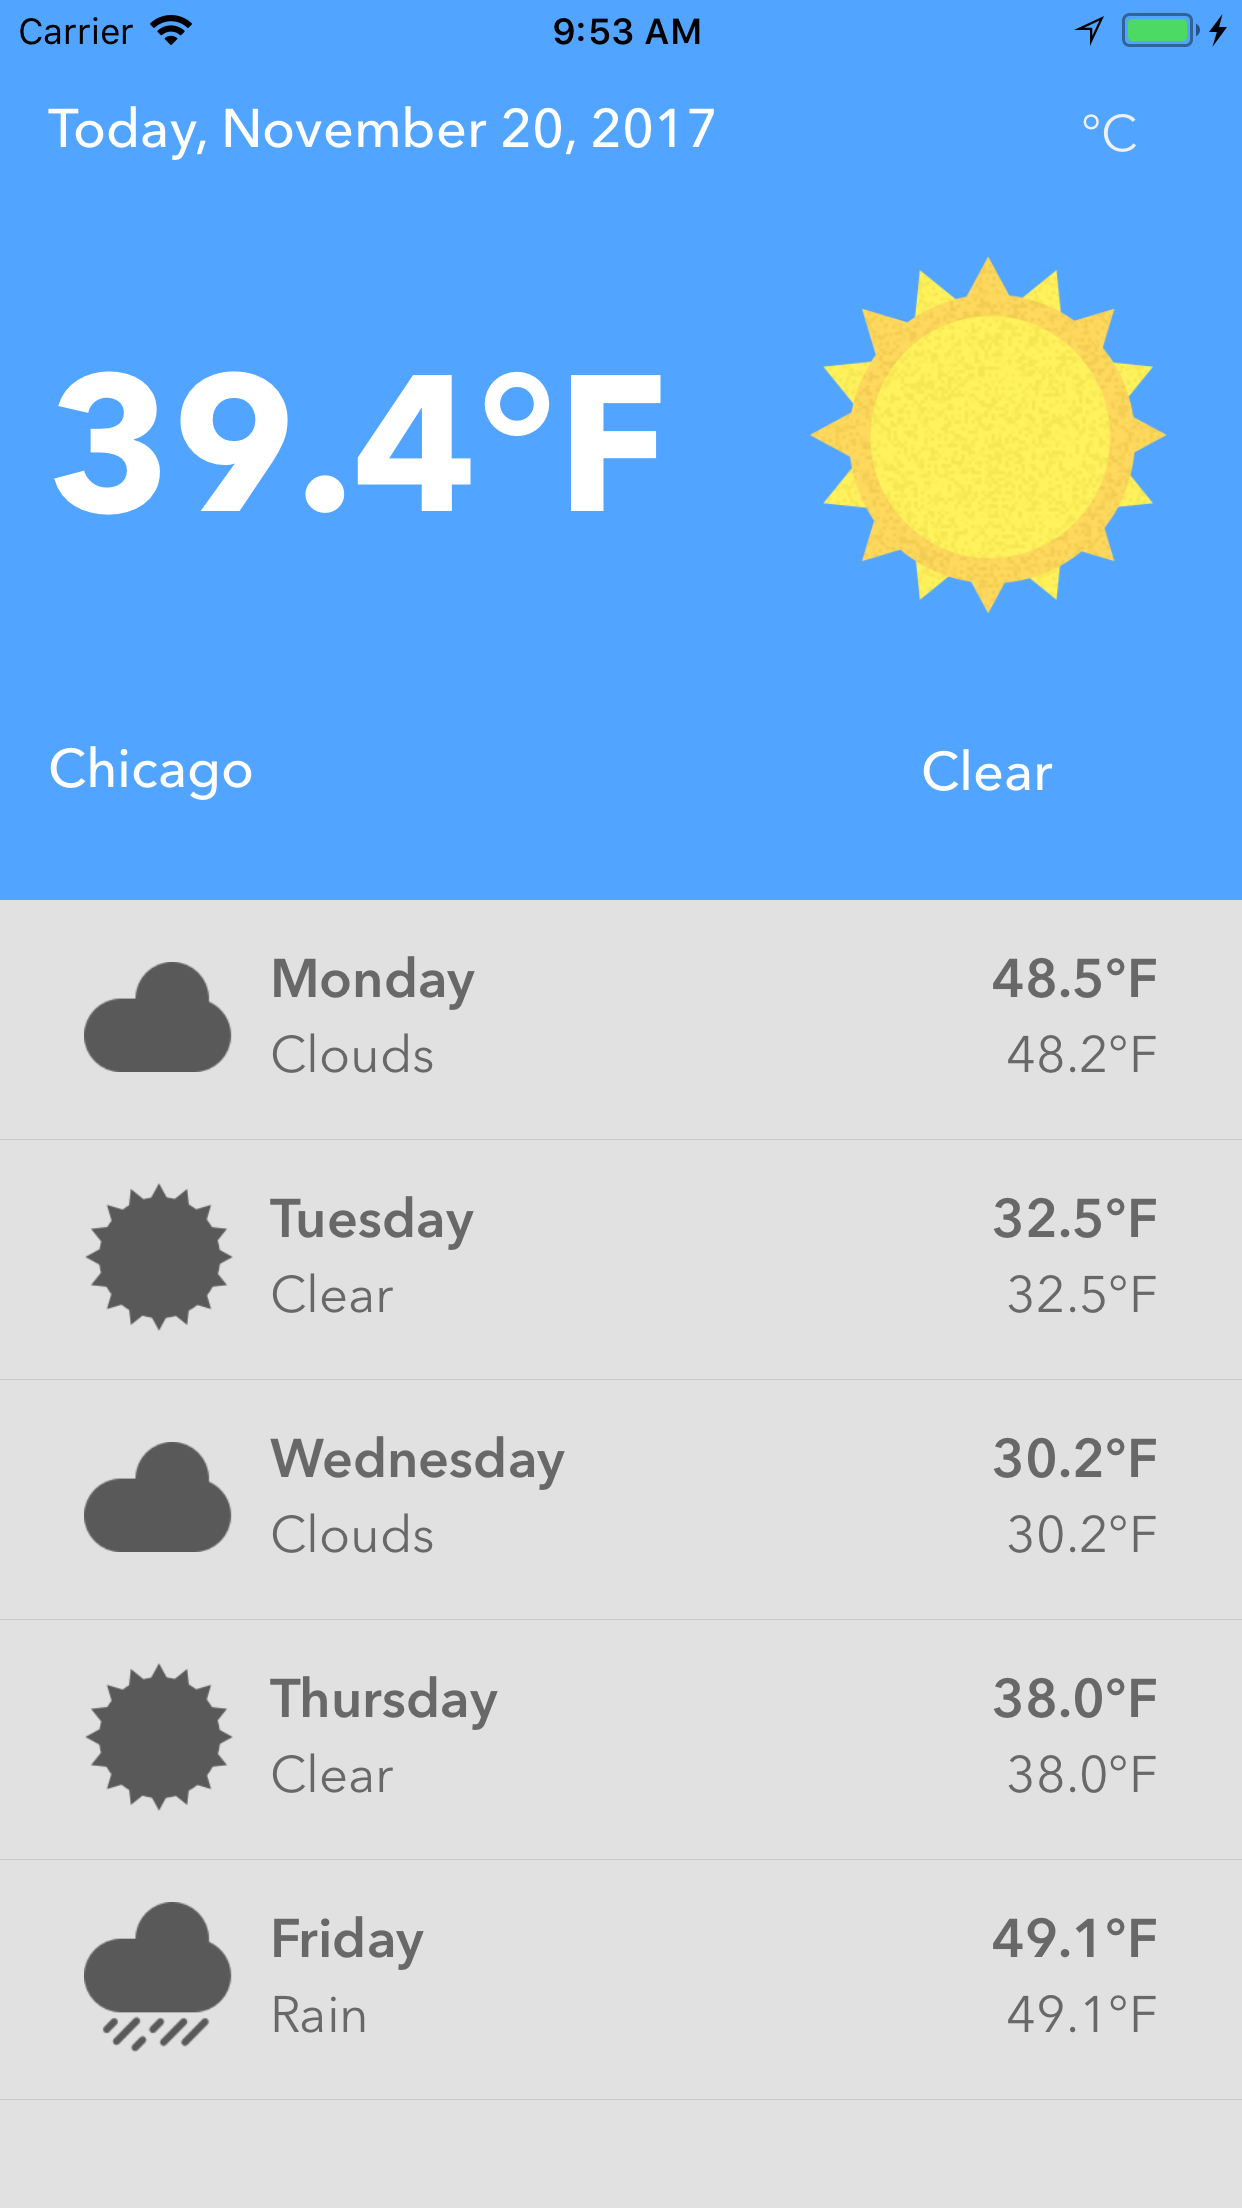 Carrier 9:53 AM
Today, November 20, 2017 °C
39.4°F
Chicago Clear
Monday 48.5°F
Clouds 48.2°F
Tuesday 32.5°F
Clear 32.5°F
Wednesday 30.2°F
Clouds 30.2°F
Thursday 38.0°F
Clear 38.0°F
Friday 49.1°F
Rain 49.1°F